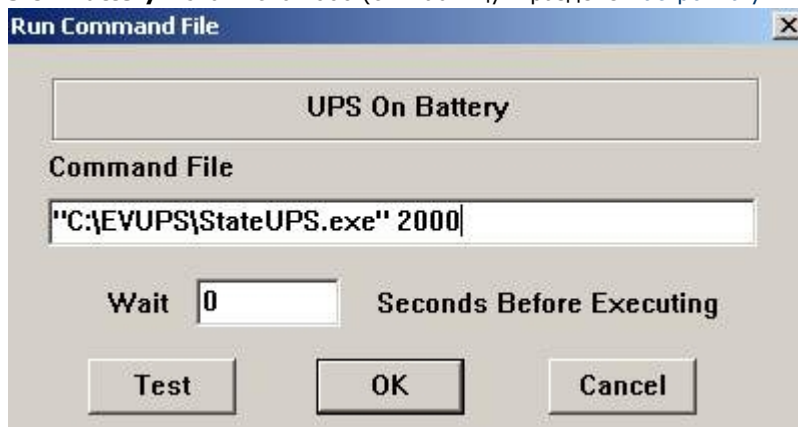 Run Command File
UPS On Battery
Command File
"C:\EVUPS\StateUPS.exe" 2000
Wait 0 Seconds Before Executing
Test OK Cancel